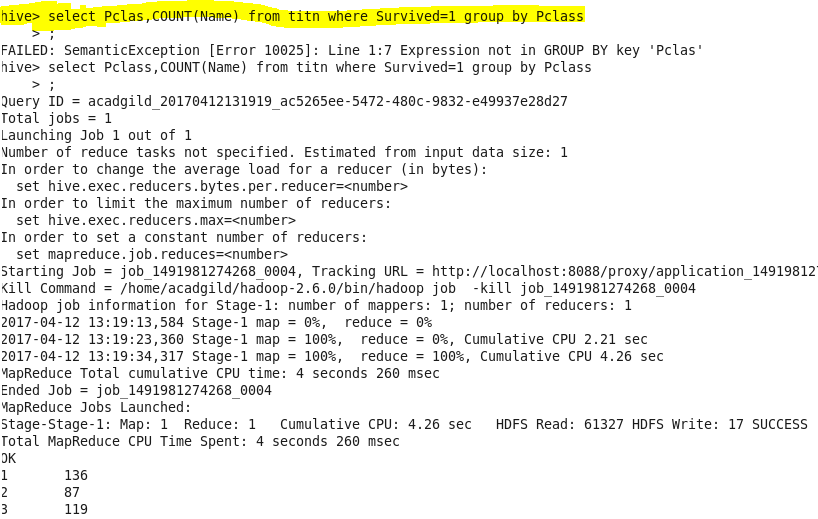 hive> select Pclas,COUNT(Name) from titn where Survived=1 group by Pclass
    > ;
FAILED: SemanticException [Error 10025]: Line 1:7 Expression not in GROUP BY key 'Pclas'
hive> select Pclass,COUNT(Name) from titn where Survived=1 group by Pclass
    > ;
Query ID = acadgild_20170412131919_ac5265ee-5472-480c-9832-e49937e28d27
Total jobs = 1
Launching Job 1 out of 1
Number of reduce tasks not specified. Estimated from input data size: 1
In order to change the average load for a reducer (in bytes):
  set hive.exec.reducers.bytes.per.reducer=<number>
In order to limit the maximum number of reducers:
  set hive.exec.reducers.max=<number>
In order to set a constant number of reducers:
  set mapreduce.job.reduces=<number>
Starting Job = job_1491981274268_0004, Tracking URL = http://localhost:8088/proxy/application_149198127
Kill Command = /home/acadgild/hadoop-2.6.0/bin/hadoop job  -kill job_1491981274268_0004
Hadoop job information for Stage-1: number of mappers: 1; number of reducers: 1
2017-04-12 13:19:13,584 Stage-1 map = 0%,  reduce = 0%
2017-04-12 13:19:23,360 Stage-1 map = 100%,  reduce = 0%, Cumulative CPU 2.21 sec
2017-04-12 13:19:34,317 Stage-1 map = 100%,  reduce = 100%, Cumulative CPU 4.26 sec
MapReduce Total cumulative CPU time: 4 seconds 260 msec
Ended Job = job_1491981274268_0004
MapReduce Jobs Launched:
Stage-Stage-1: Map: 1  Reduce: 1   Cumulative CPU: 4.26 sec   HDFS Read: 61327 HDFS Write: 17 SUCCESS
Total MapReduce CPU Time Spent: 4 seconds 260 msec
OK
1       136
2       87
3       119